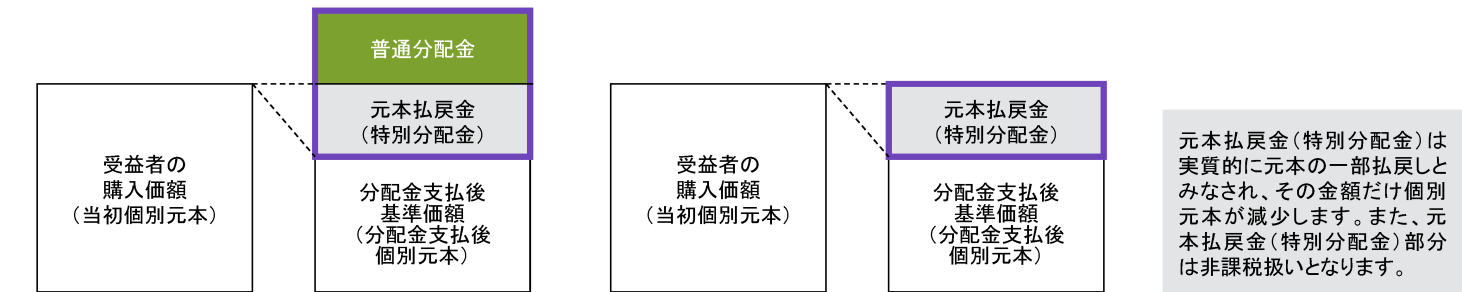 普通分配金
元本払戻金
（特別分配金）
受益者の
購入価額
（当初個別元本）
分配金支払後
基準価額
（分配金支払後
個別元本）
元本払戻金
（特別分配金）
受益者の
購入価額
（当初個別元本）
分配金支払後
基準価額
（分配金支払後
個別元本）
元本払戻金（特別分配金）は
実質的に元本の一部払戻しと
みなされ、その金額だけ個別
元本が減少します。また、元
本払戻金（特別分配金）部分
は非課税扱いとなります。